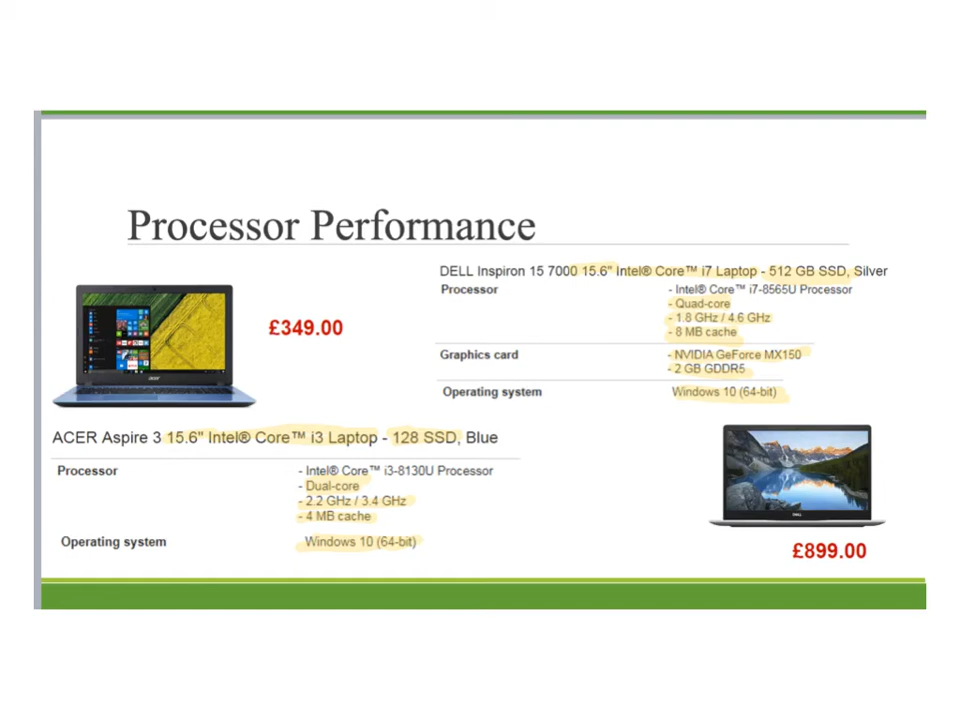 Processor Performance
DELL Inspiron 15 7000 15.6" Intel® Core™ i7 Laptop - 512 GB SSD, Silver
Processor - Intel® Core™ i7-8565U Processor
- Quad-core
- 1.8 GHz / 4.6 GHz
- 8 MB cache
Graphics card - NVIDIA GeForce MX150
- 2 GB GDDR5
Operating system Windows 10 (64-bit)
£349.00
ACER Aspire 3 15.6" Intel® Core™ i3 Laptop - 128 SSD, Blue
Processor - Intel® Core™ i3-8130U Processor
- Dual-core
- 2.2 GHz / 3.4 GHz
- 4 MB cache
Operating system Windows 10 (64-bit)
acer
DELL
£899.00